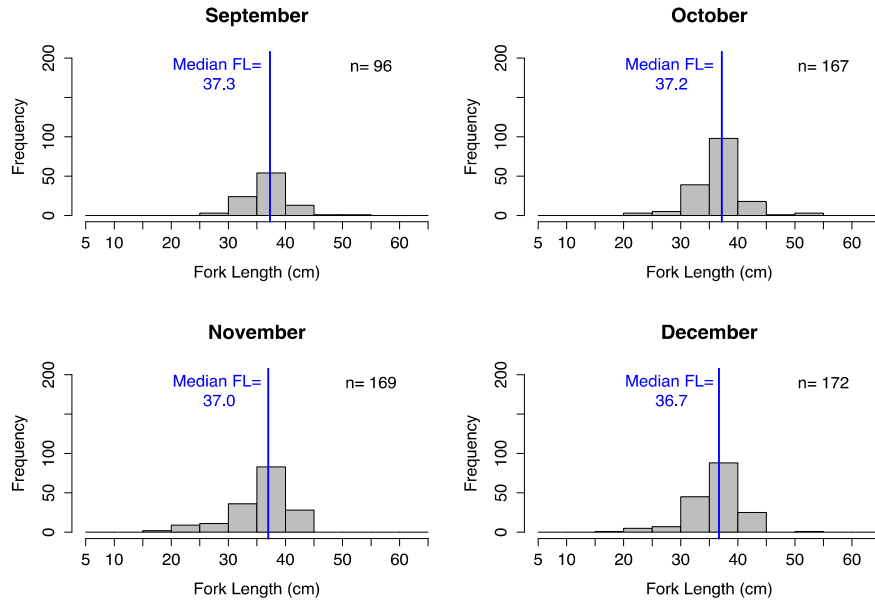 September
Median FL=
37.3
n= 96
Frequency
0 50 100 200
5 10 20 30 40 50 60
Fork Length (cm)
October
Median FL=
37.2
n= 167
Frequency
0 50 100 200
5 10 20 30 40 50 60
Fork Length (cm)
November
Median FL=
37.0
n= 169
Frequency
0 50 100 200
5 10 20 30 40 50 60
Fork Length (cm)
December
Median FL=
36.7
n= 172
Frequency
0 50 100 200
5 10 20 30 40 50 60
Fork Length (cm)